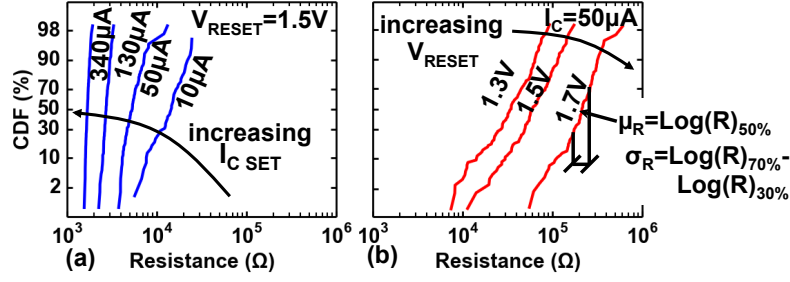 V_RESET=1.5V
CDF (%)
98
90
70
50
30
10
2
340µA
130µA
50µA
10µA
increasing
I_C SET
10^3
10^4
10^5
10^6
(a)
Resistance (Ω)
increasing
V_RESET
I_C=50µA
1.3V
1.5V
1.7V
µ_R=Log(R)_50%
σ_R=Log(R)_70%-
Log(R)_30%
10^3
10^4
10^5
10^6
(b)
Resistance (Ω)